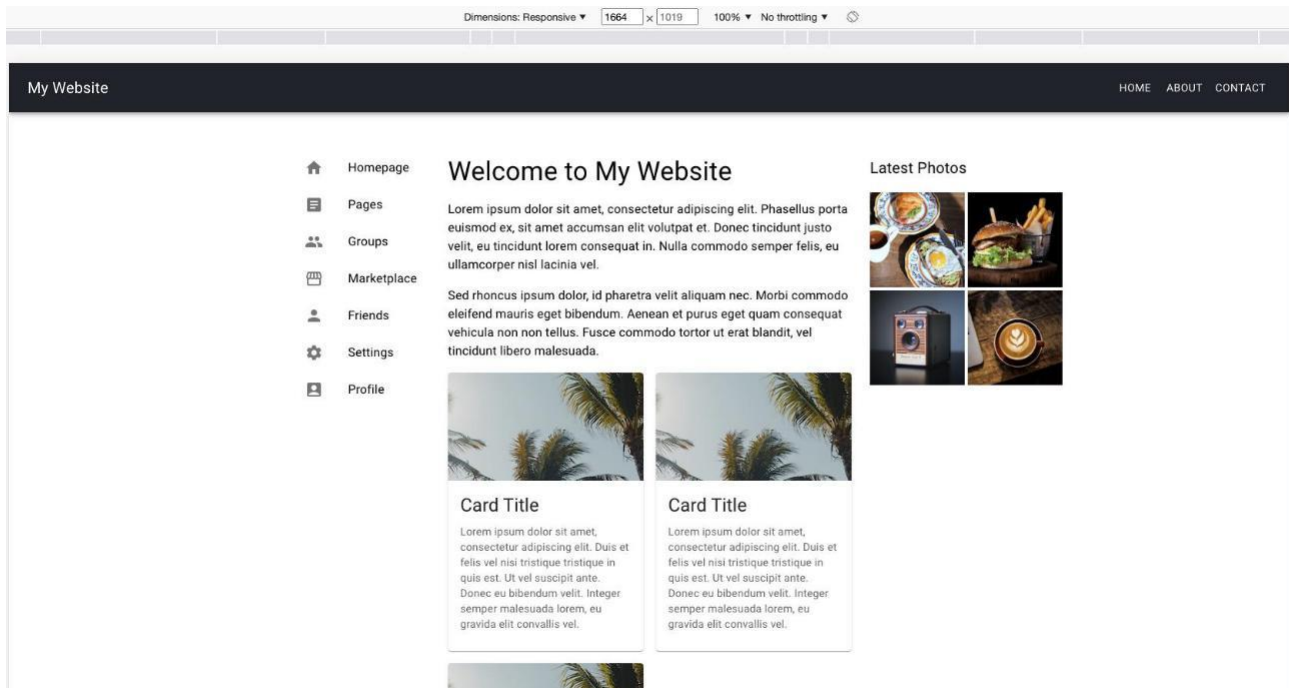 Dimensions: Responsive ▼ 1664 x 1019 100% ▼ No throttling ▼
My Website
HOME ABOUT CONTACT
Homepage
Pages
Groups
Marketplace
Friends
Settings
Profile
Welcome to My Website
Lorem ipsum dolor sit amet, consectetur adipiscing elit. Phasellus porta
euismod ex, sit amet accumsan elit volutpat et. Donec tincidunt justo
velit, eu tincidunt lorem consequat in. Nulla commodo semper felis, eu
ullamcorper nisl lacinia vel.
Sed rhoncus ipsum dolor, id pharetra velit aliquam nec. Morbi commodo
eleifend mauris eget bibendum. Aenean et purus eget quam consequat
vehicula non non tellus. Fusce commodo tortor ut erat blandit, vel
tincidunt libero malesuada.
Card Title
Lorem ipsum dolor sit amet,
consectetur adipiscing elit. Duis et
felis vel nisi tristique tristique in
quis est. Ut vel suscipit ante.
Donec eu bibendum velit. Integer
semper malesuada lorem, eu
gravida elit convallis vel.
Card Title
Lorem ipsum dolor sit amet,
consectetur adipiscing elit. Duis et
felis vel nisi tristique tristique in
quis est. Ut vel suscipit ante.
Donec eu bibendum velit. Integer
semper malesuada lorem, eu
gravida elit convallis vel.
Latest Photos